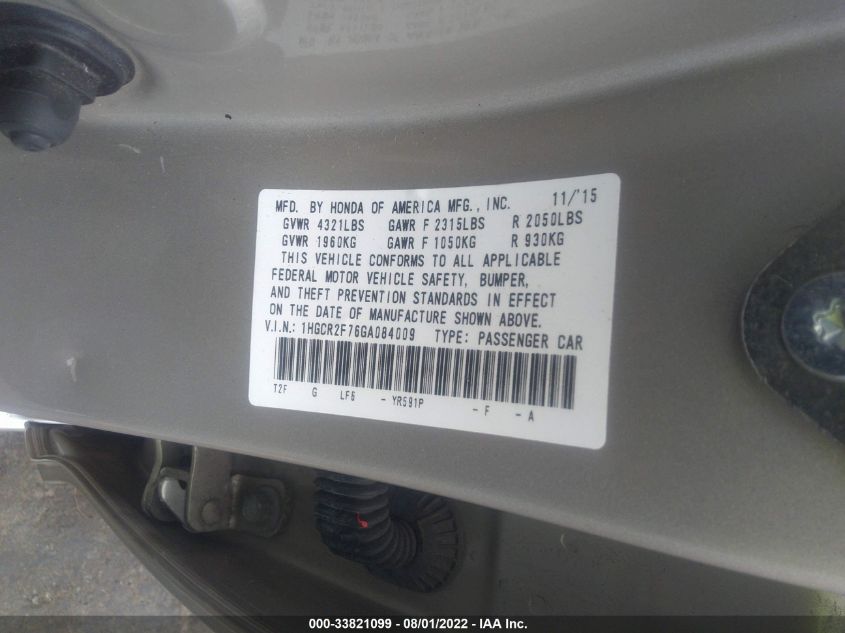 MFD. BY HONDA OF AMERICA MFG., INC. 11/'15
GVWR 4321LBS GAWR F 2315LBS R 2050LBS
GVWR 1960KG GAWR F 1050KG R 930KG
THIS VEHICLE CONFORMS TO ALL APPLICABLE
FEDERAL MOTOR VEHICLE SAFETY, BUMPER,
AND THEFT PREVENTION STANDARDS IN EFFECT
ON THE DATE OF MANUFACTURE SHOWN ABOVE.
V.I.N.: 1HGCR2F76GA084009 TYPE: PASSENGER CAR
T2F G LF6 - YR591P - F - A
000-33821099 - 08/01/2022 - IAA Inc.